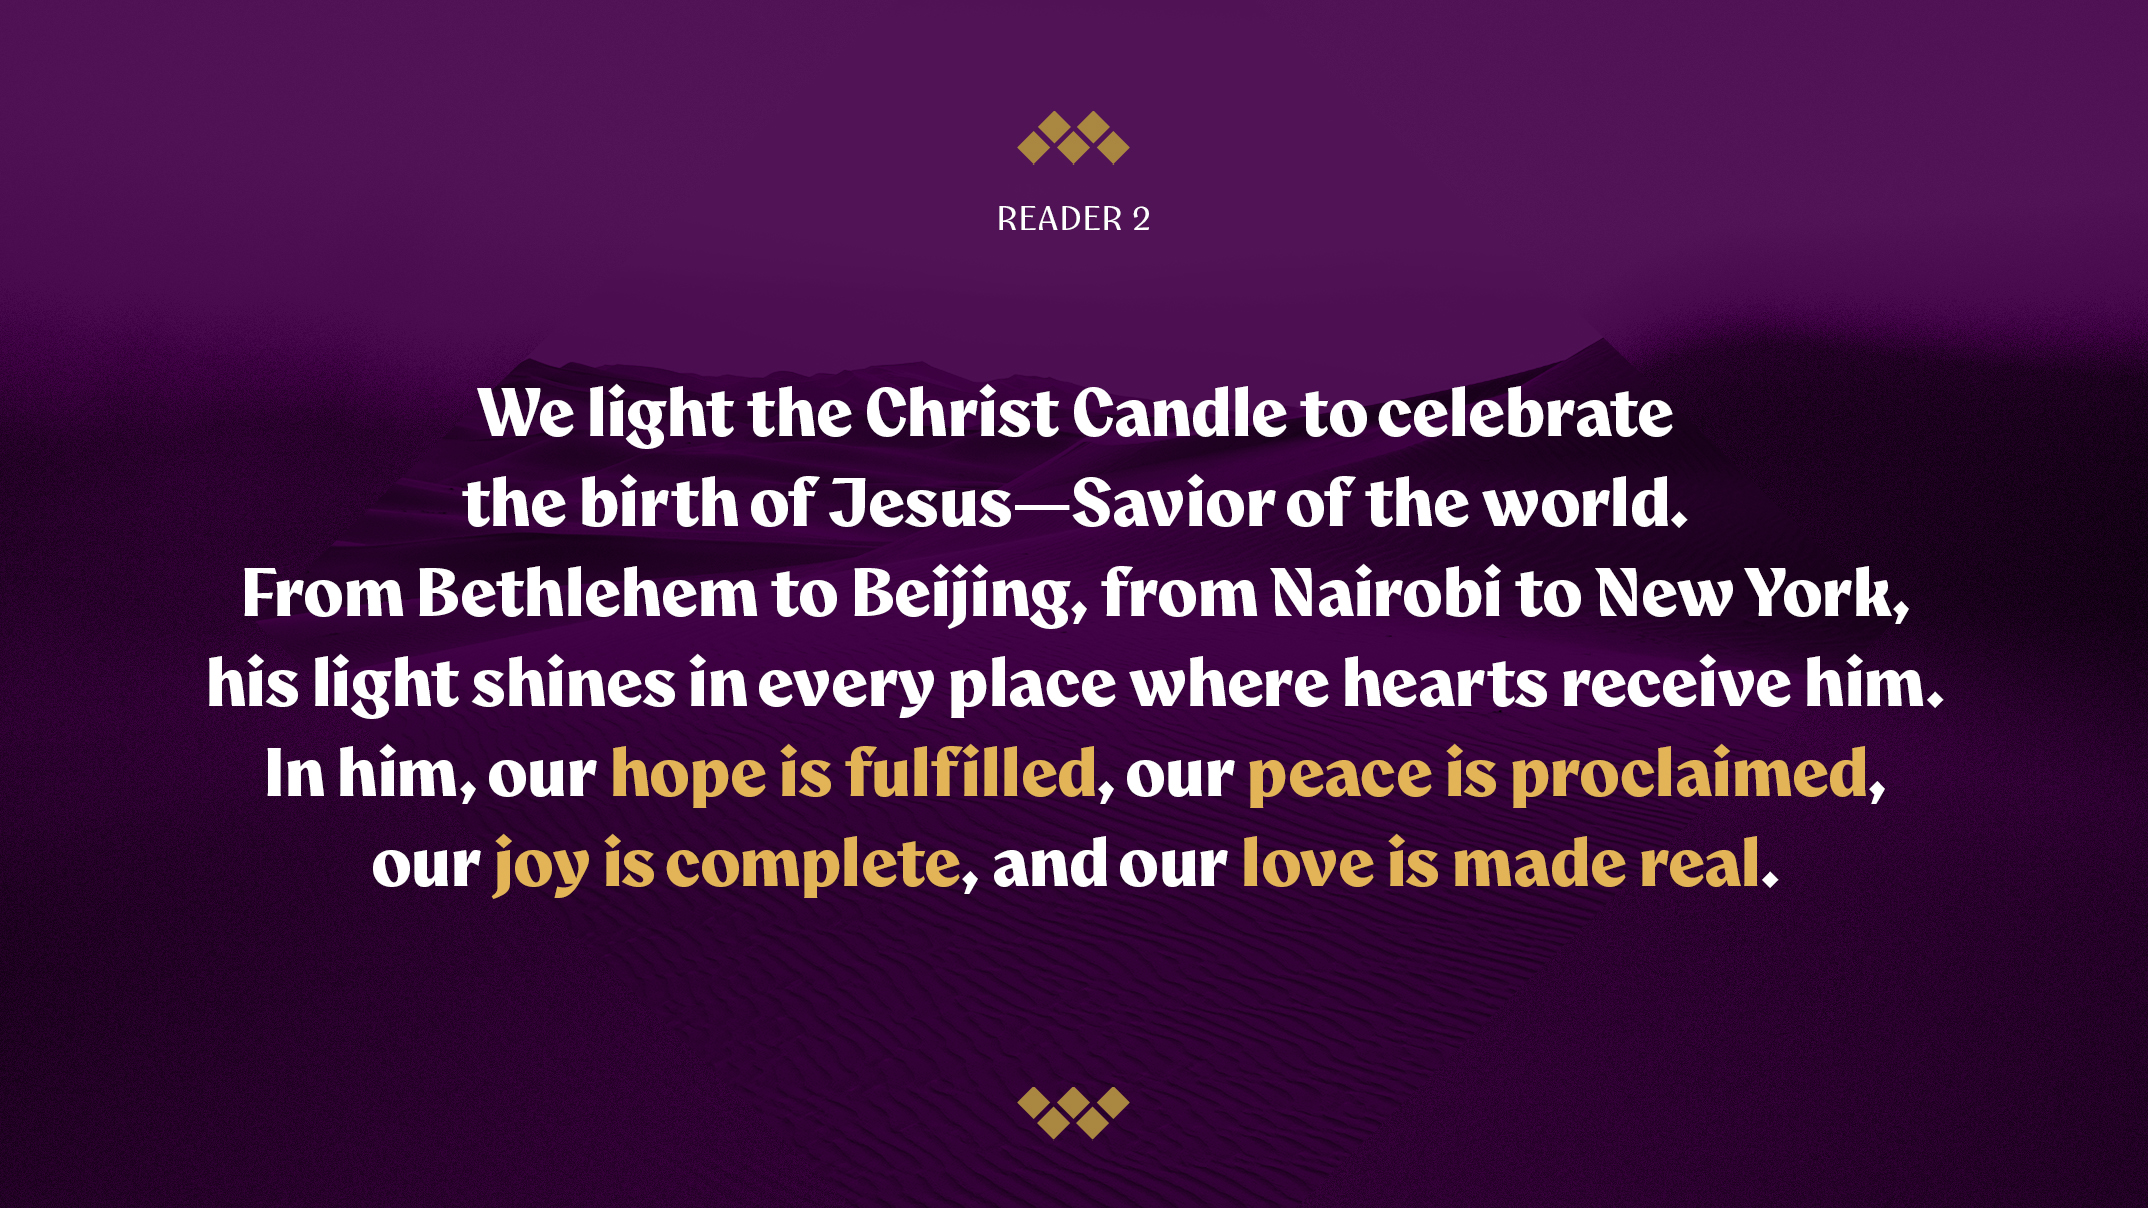 READER 2
We light the Christ Candle to celebrate
the birth of Jesus—Savior of the world.
From Bethlehem to Beijing, from Nairobi to New York,
his light shines in every place where hearts receive him.
In him, our hope is fulfilled, our peace is proclaimed,
our joy is complete, and our love is made real.